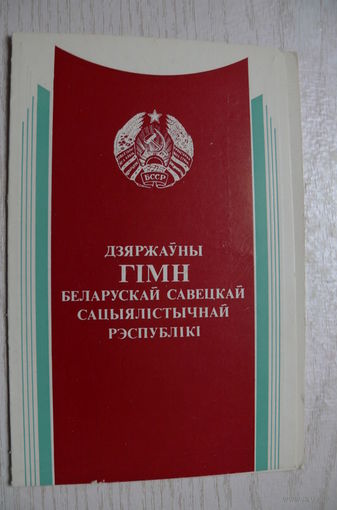 БССР
ДЗЯРЖАЎНЫ
ГІМН
БЕЛАРУСКАЙ САВЕЦКАЙ
САЦЫЯЛІСТЫЧНАЙ
РЭСПУБЛІКІ